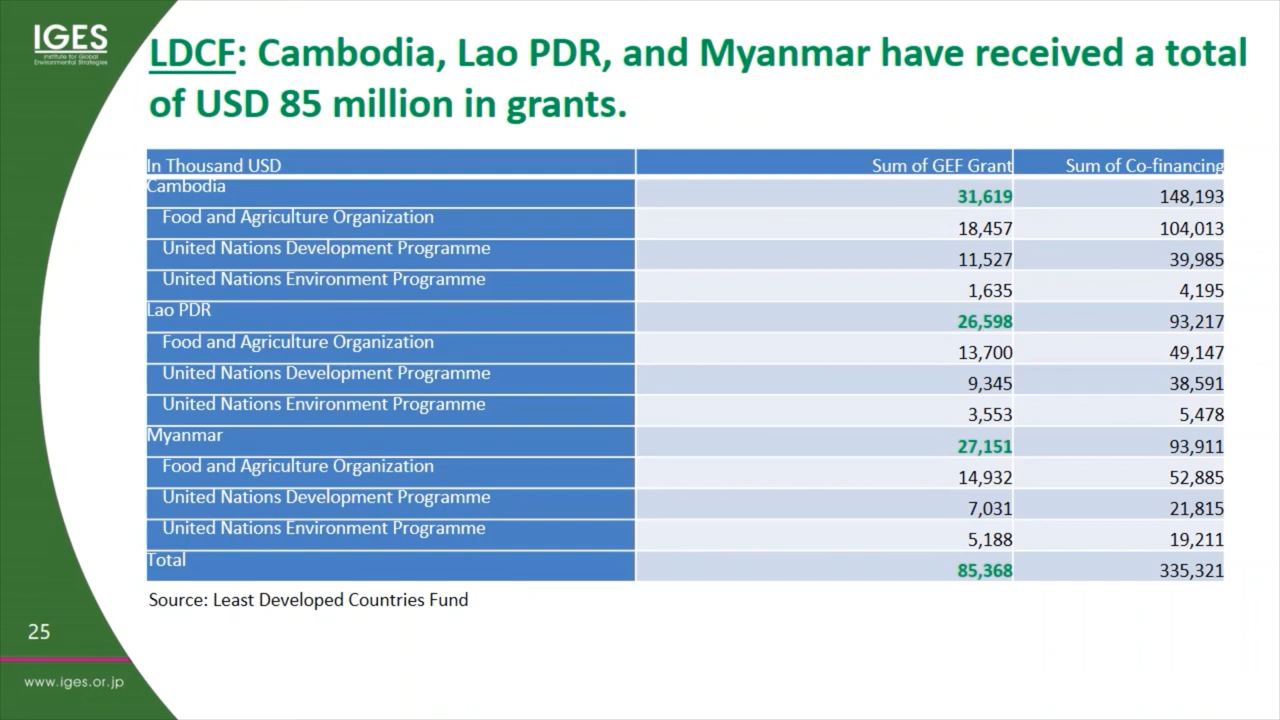 IGES
Institute for Global
Environmental Strategies
LDCF: Cambodia, Lao PDR, and Myanmar have received a total
of USD 85 million in grants.
In Thousand USD Sum of GEF Grant Sum of Co-financing
Cambodia 31,619 148,193
Food and Agriculture Organization 18,457 104,013
United Nations Development Programme 11,527 39,985
United Nations Environment Programme 1,635 4,195
Lao PDR 26,598 93,217
Food and Agriculture Organization 13,700 49,147
United Nations Development Programme 9,345 38,591
United Nations Environment Programme 3,553 5,478
Myanmar 27,151 93,911
Food and Agriculture Organization 14,932 52,885
United Nations Development Programme 7,031 21,815
United Nations Environment Programme 5,188 19,211
Total 85,368 335,321
Source: Least Developed Countries Fund
25
www.iges.or.jp